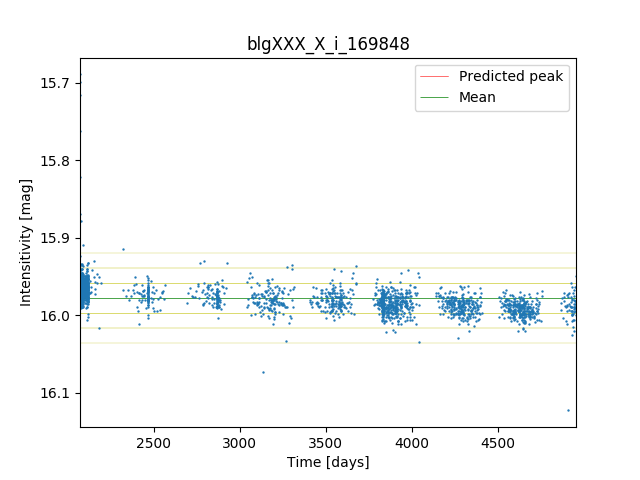 blgXXX_X_i_169848
Predicted peak
Mean
Intensitivity [mag]
15.7
15.8
15.9
16.0
16.1
2500
3000
3500
4000
4500
Time [days]